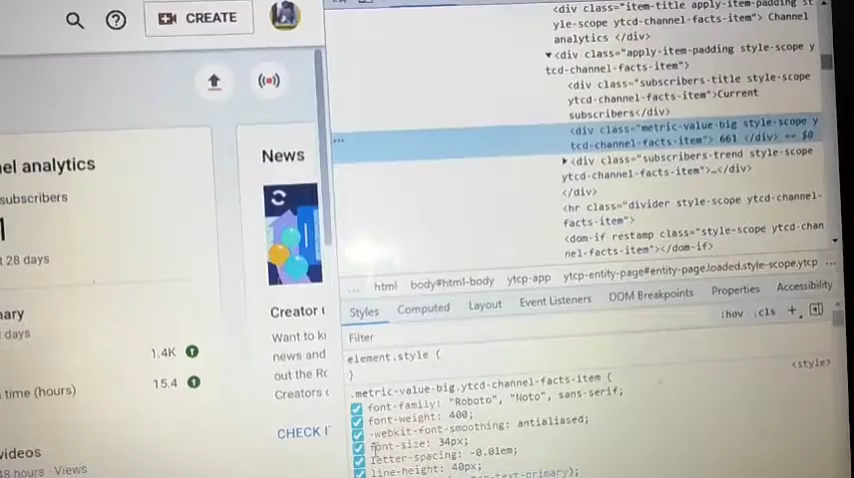 CREATE
el analytics
subscribers
1
t 28 days
ary
days
1.4K
15.4
time (hours)
videos
48 hours · Views
News
Creator
Want to k
news and
out the Ro
Creators
CHECK I
<div class="item-title apply-item-padding st
yle-scope ytcd-channel-facts-item"> Channel
analytics </div>
▼<div class="apply-item-padding style-scope y
tcd-channel-facts-item">
<div class="subscribers-title style-scope
ytcd-channel-facts-item">Current
subscribers</div>
<div class="metric-value-big style-scope y
tcd-channel-facts-item"> 661 </div> == $0
▶<div class="subscribers-trend style-scope
ytcd-channel-facts-item">…</div>
</div>
<hr class="divider style-scope ytcd-channel-
facts-item">
<dom-if restamp class="style-scope ytcd-chan
nel-facts-item"></dom-if>
... html body#html-body ytcp-app ytcp-entity-page#entity-page.loaded.style-scope.ytcp ...
Styles Computed Layout Event Listeners DOM Breakpoints Properties Accessibility
Filter :hov .cls +
element.style {
}
.metric-value-big.ytcd-channel-facts-item { <style>
font-family: "Roboto", "Noto", sans-serif;
font-weight: 400;
-webkit-font-smoothing: antialiased;
font-size: 34px;
letter-spacing: -0.01em;
line-height: 40px;
text-primary);